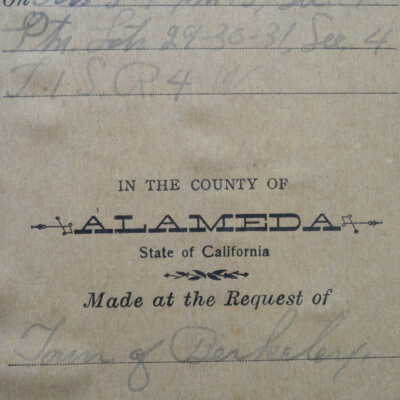 On
Ptn. Lots 29-30-31, Sec. 4
T. 1 S. R 4 W
IN THE COUNTY OF
ALAMEDA
State of California
Made at the Request of
Town of Berkeley.